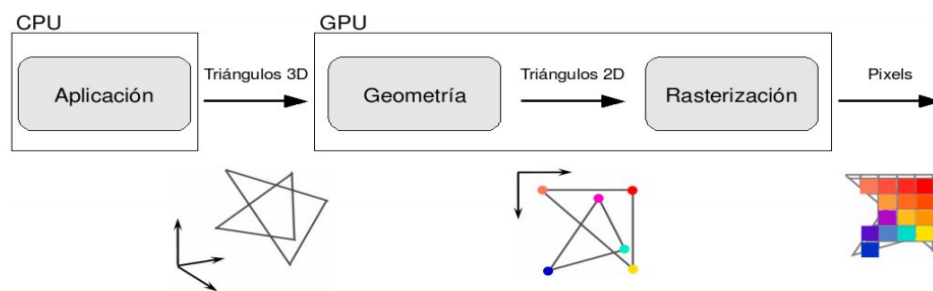 CPU
GPU
Aplicación
Triángulos 3D
Geometría
Triángulos 2D
Rasterización
Pixels